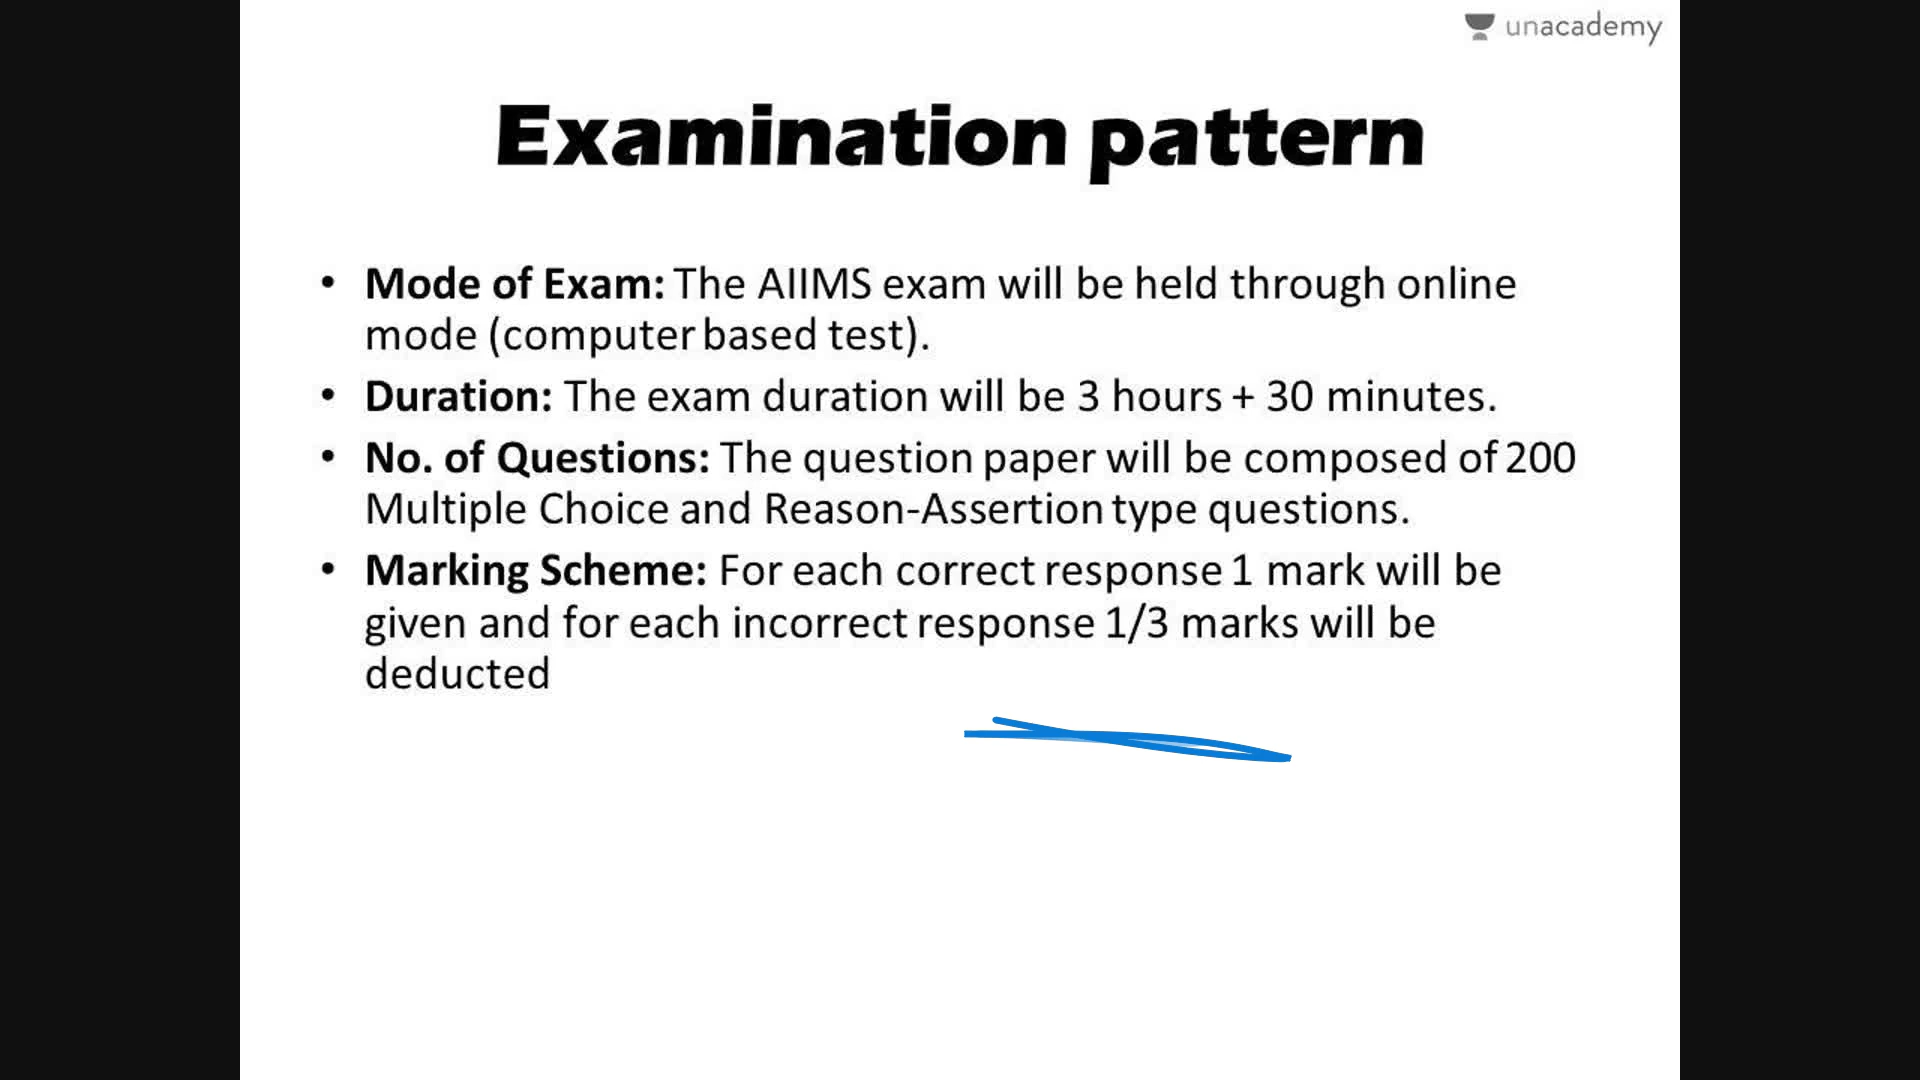 unacademy
Examination pattern
• Mode of Exam: The AIIMS exam will be held through online
mode (computer based test).
• Duration: The exam duration will be 3 hours + 30 minutes.
• No. of Questions: The question paper will be composed of 200
Multiple Choice and Reason-Assertion type questions.
• Marking Scheme: For each correct response 1 mark will be
given and for each incorrect response 1/3 marks will be
deducted